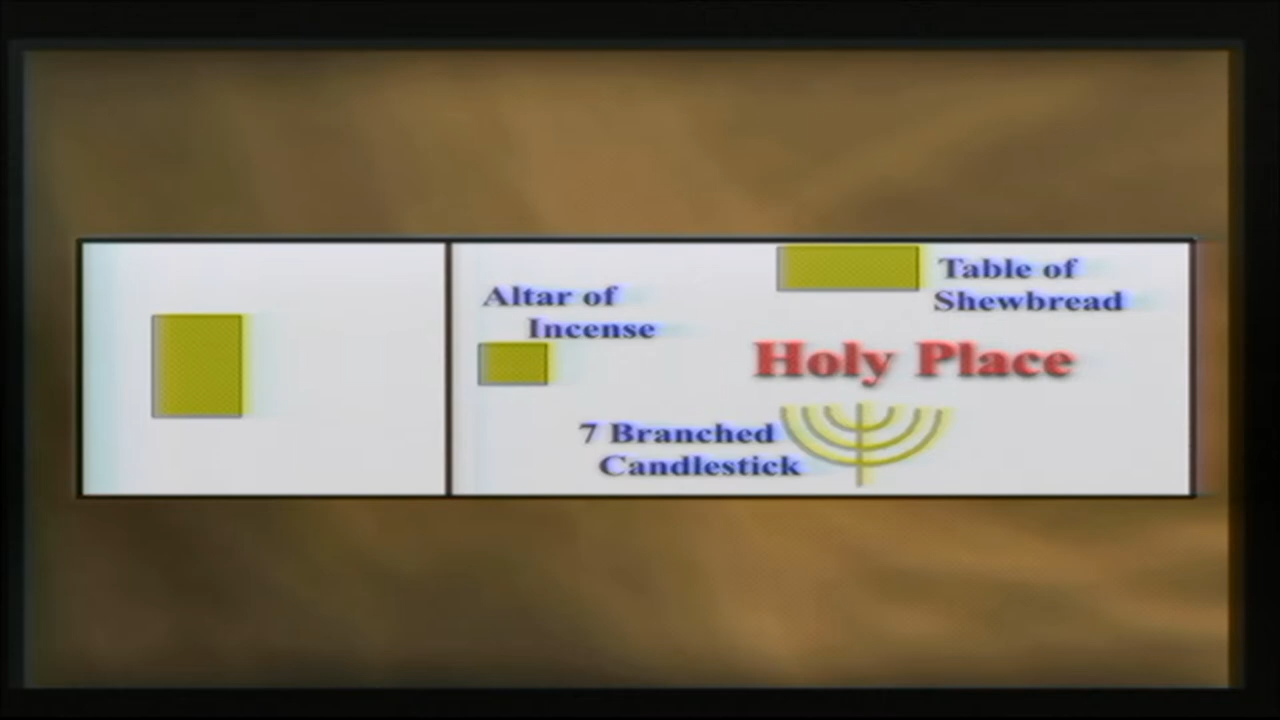 Altar of
Incense
Table of
Shewbread
Holy Place
7 Branched
Candlestick